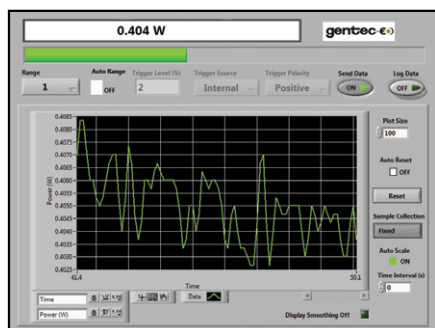 0.404 W
gentec-EO
Range
Auto Range
Trigger Level (%)
Trigger Source
Trigger Polarity
Send Data
Log Data
1
OFF
2
Internal
Positive
ON
OFF
Plot Size
100
Auto Reset
OFF
Reset
Sample Collection
Fixed
Auto Scale
ON
Time Interval (s)
0
Power (W)
0.4085
0.4080
0.4070
0.4065
0.4060
0.4055
0.4050
0.4045
0.4040
0.4035
0.4030
0.4025
41.4
50.1
Time
Time
Data
Power (W)
Display Smoothing Off